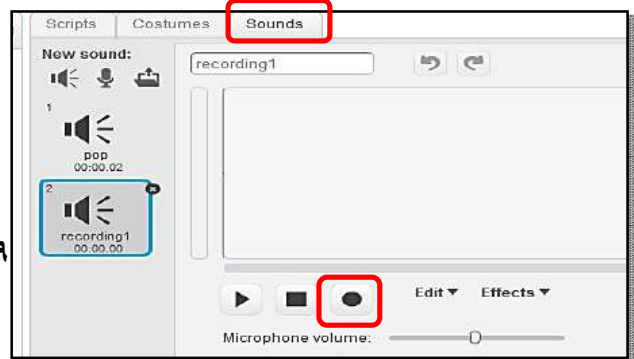 Scripts Costumes Sounds
New sound:
recording1
1
pop
00:00.02
2
recording1
00:00.00
Edit Effects
Microphone volume: